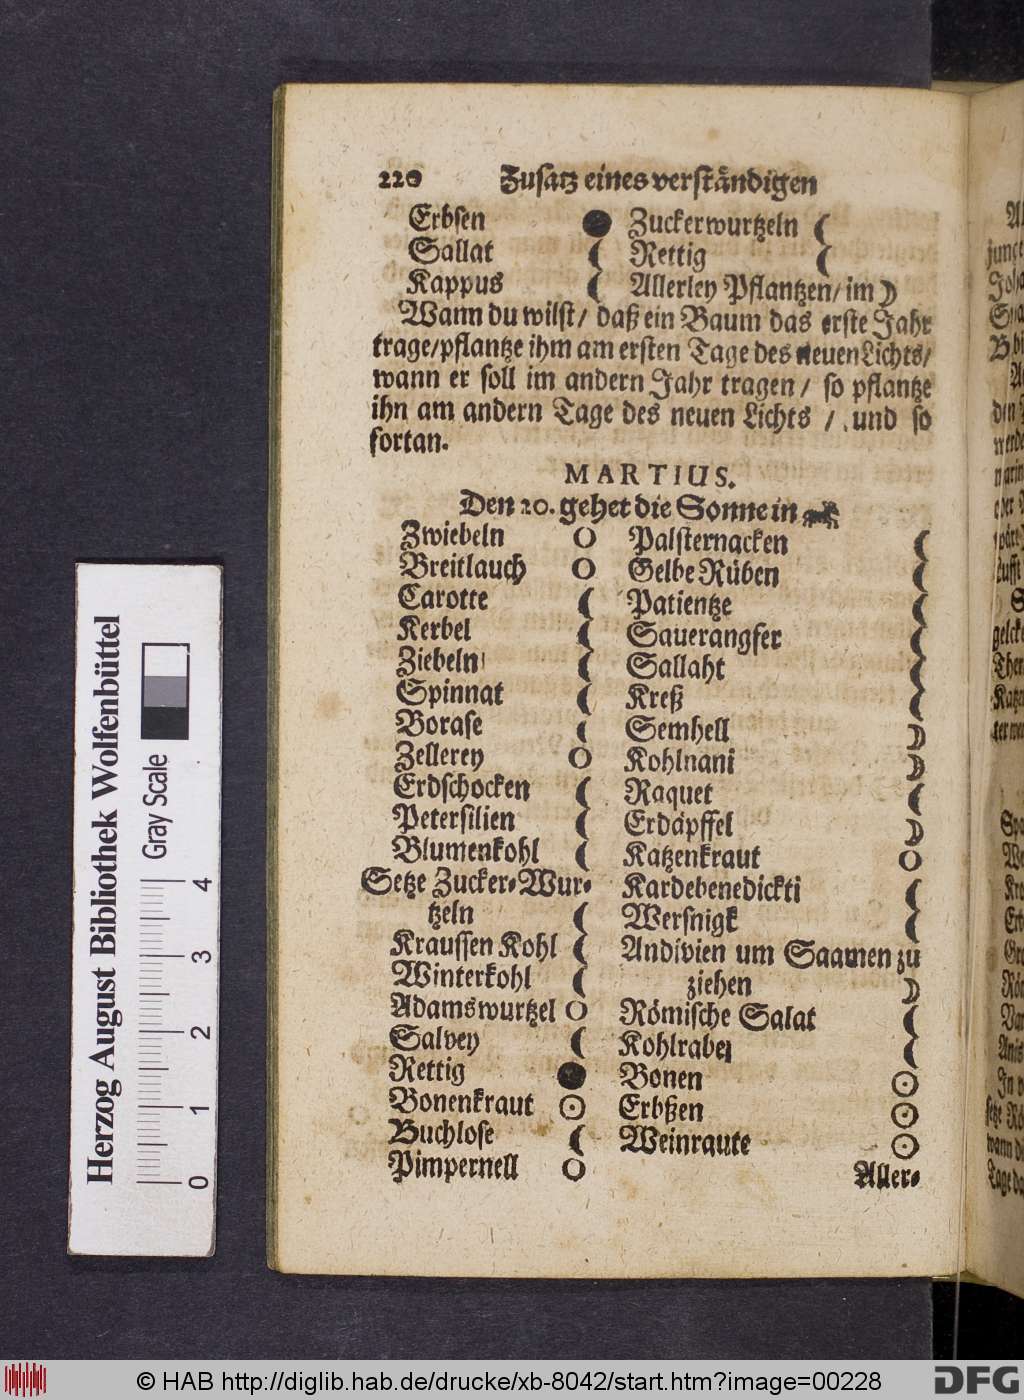 220 Zusatz eines verständigen
Erbsen ● Zuckerwurtzeln ☾
Sallat ☾ Rettig ☾
Kappus ☾ Allerley Pflantzen/ im ☽
Wann du wilst/ daß ein Baum das erste Jahr
trage/pflantze ihm am ersten Tage des neuen Lichts/
wann er soll im andern Jahr tragen / so pflantze
ihn am andern Tage des neuen Lichts / und so
fortan.
MARTIUS.
Den 20. gehet die Sonne in
Zwiebeln ○ Palsternacken ☾
Breitlauch ○ Gelbe Rüben ☾
Carotte ☾ Patientze ☾
Kerbel ☾ Sauerangfer ☾
Ziebeln ☾ Sallaht ☾
Spinnat ☾ Kreß ☾
Borase ☾ Semhell ☽
Zellerey ○ Kohlnani ☽
Erdschocken ☾ Raquet ☾
Petersilien ☾ Erdäpffel ☽
Blumenkohl ☾ Katzenkraut ○
Setze Zucker-Wur- Kardebenedickti ☾
tzeln ☾ Wersnigk ☾
Kraussen Kohl ☾ Andivien um Saamen zu
Winterkohl ☾ ziehen ☽
Adamswurtzel ○ Römische Salat ☾
Salvey ☾ Kohlrabei ☾
Rettig ● Bonen ☉
Bonenkraut ☉ Erbßen ☉
Buchlose ☾ Weinraute ☉
Pimpernell ○ Aller-
Herzog August Bibliothek Wolfenbüttel
Gray Scale
0 1 2 3 4
© HAB http://diglib.hab.de/drucke/xb-8042/start.htm?image=00228
DFG